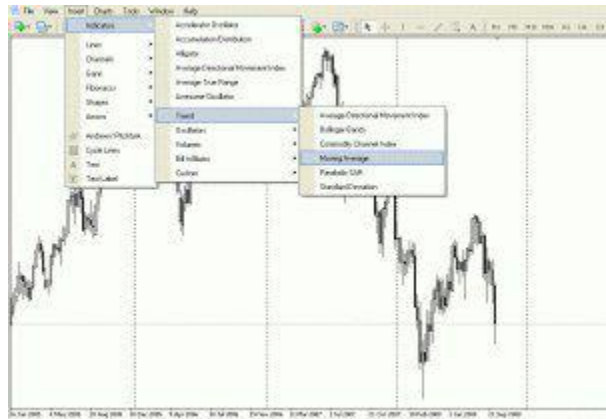 File View Insert Charts Tools Window Help
Indicators
Lines
Channels
Gann
Fibonacci
Shapes
Arrows
Andrews' Pitchfork
Cycle Lines
Text
Text Label
Accelerator Oscillator
Accumulation/Distribution
Alligator
Average Directional Movement Index
Average True Range
Awesome Oscillator
Trend
Oscillators
Volumes
Bill Williams
Custom
Average Directional Movement Index
Bollinger Bands
Commodity Channel Index
Moving Average
Parabolic SAR
Standard Deviation